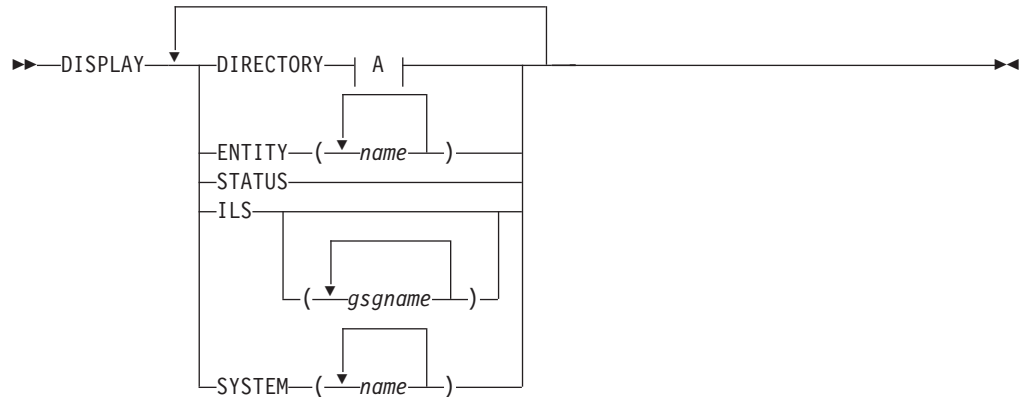 DISPLAY DIRECTORY A
ENTITY ( name )
STATUS
ILS
( gsgname )
SYSTEM ( name )